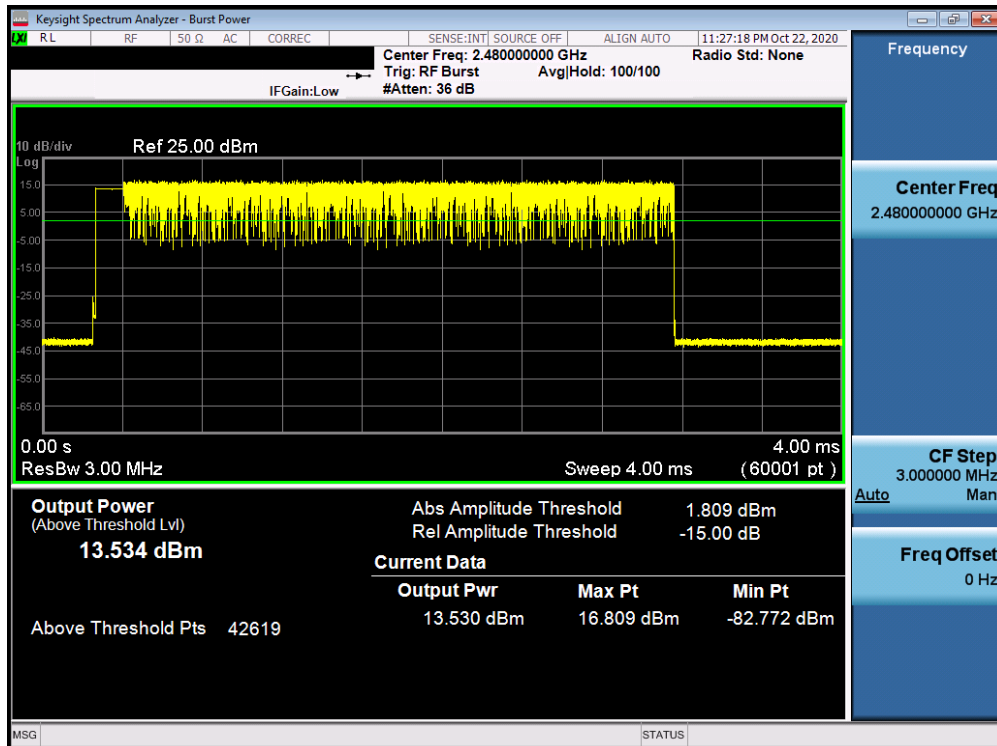 Keysight Spectrum Analyzer - Burst Power
LXI RL RF 50 Ω AC CORREC SENSE:INT SOURCE OFF ALIGN AUTO 11:27:18 PM Oct 22, 2020
Center Freq: 2.480000000 GHz Radio Std: None
Trig: RF Burst Avg|Hold: 100/100
IFGain:Low #Atten: 36 dB
10 dB/div Ref 25.00 dBm
Log
15.0
5.00
-5.00
-15.0
-25.0
-35.0
-45.0
-55.0
-65.0
0.00 s 4.00 ms
ResBw 3.00 MHz Sweep 4.00 ms (60001 pt)
Output Power
(Above Threshold Lvl)
13.534 dBm
Above Threshold Pts 42619
Abs Amplitude Threshold 1.809 dBm
Rel Amplitude Threshold -15.00 dB
Current Data
Output Pwr Max Pt Min Pt
13.530 dBm 16.809 dBm -82.772 dBm
Frequency
Center Freq
2.480000000 GHz
CF Step
3.000000 MHz
Auto Man
Freq Offset
0 Hz
MSG STATUS